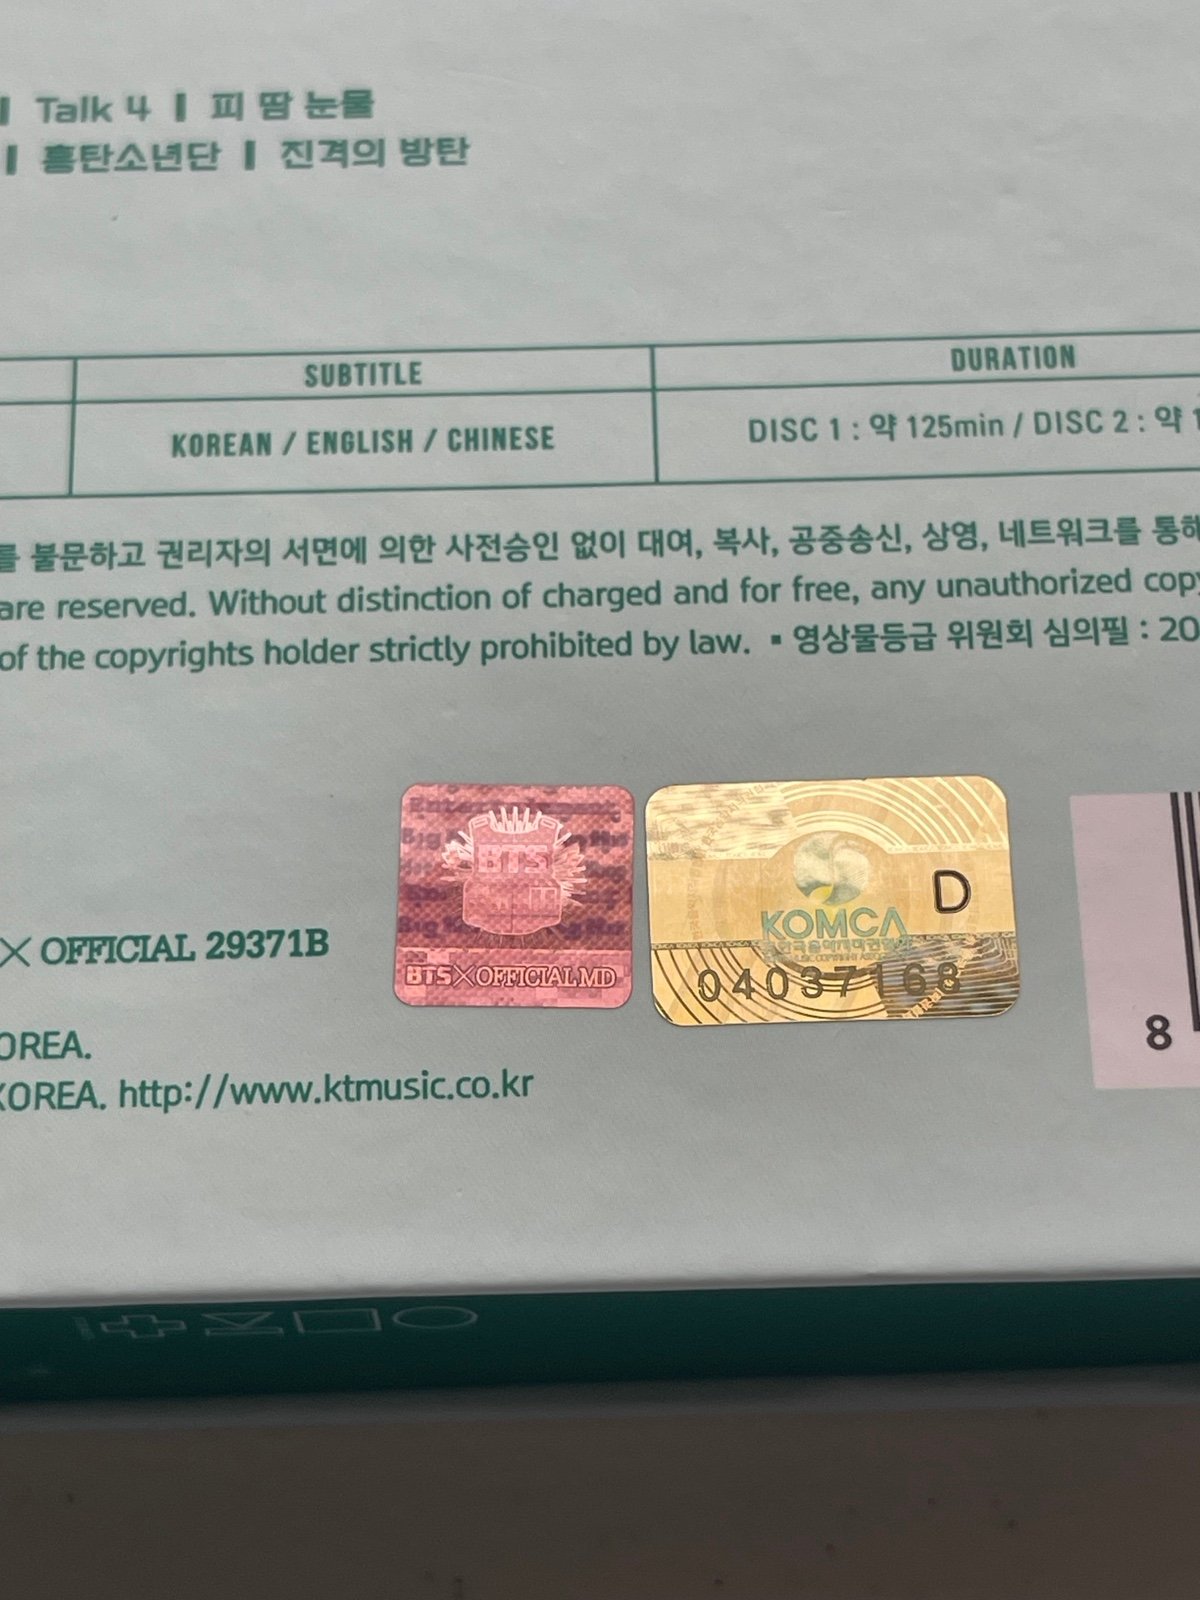 Talk 4 ┃ 피 땀 눈물
┃ 흥탄소년단 ┃ 진격의 방탄
SUBTITLE
DURATION
KOREAN / ENGLISH / CHINESE
DISC 1 : 약 125min / DISC 2 : 약 1
를 불문하고 권리자의 서면에 의한 사전승인 없이 대여, 복사, 공중송신, 상영, 네트워크를 통해
are reserved. Without distinction of charged and for free, any unauthorized copy
of the copyrights holder strictly prohibited by law. ▪ 영상물등급 위원회 심의필 : 20
Entertainment
BTS
BTS X OFFICIAL MD
D
KOMCA
04037168
X OFFICIAL 29371B
OREA.
KOREA. http://www.ktmusic.co.kr
8